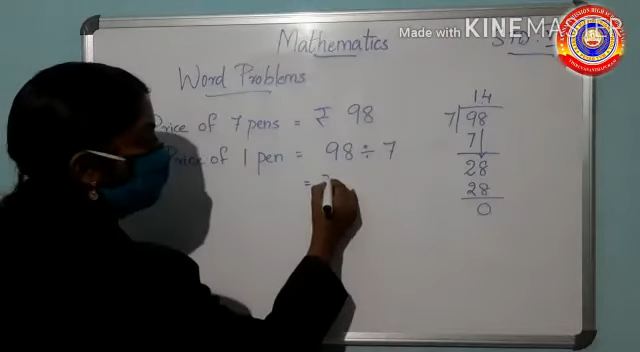 Made with KINEMASTER
Mathematics
STD
Word Problems
Price of 7 pens = ₹ 98
Price of 1 pen = 98 ÷ 7
=
14
7 98
7
28
28
0